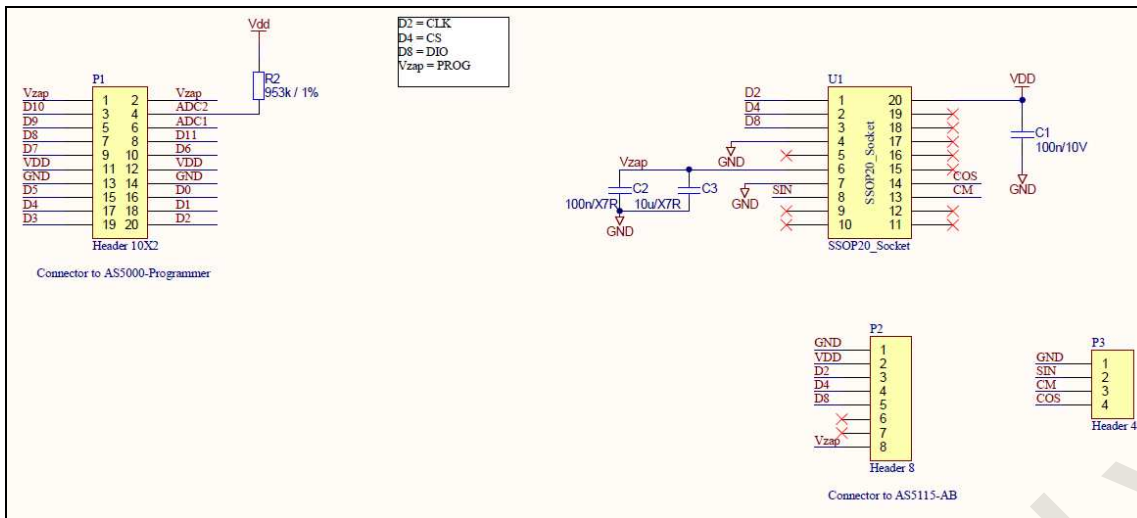 Vdd
R2
953k / 1%
D2 = CLK
D4 = CS
D8 = DIO
Vzap = PROG
P1
Vzap 1 2 Vzap
D10 3 4 ADC2
D9 5 6 ADC1
D8 7 8 D11
D7 9 10 D6
VDD 11 12 VDD
GND 13 14 GND
D5 15 16 D0
D4 17 18 D1
D3 19 20 D2
Header 10X2
Connector to AS5000-Programmer
U1
VDD
D2 1 20
D4 2 19
D8 3 18
4 17
GND
5 16
6 15
7 14 COS
GND
SIN 8 13 CM
9 12
10 11
SSOP20_Socket
SSOP20_Socket
C1
100n/10V
GND
Vzap
C2
100n/X7R
C3
10u/X7R
GND
P2
GND 1
VDD 2
D2 3
D4 4
D8 5
6
7
Vzap 8
Header 8
Connector to AS5115-AB
P3
GND 1
SIN 2
CM 3
COS 4
Header 4